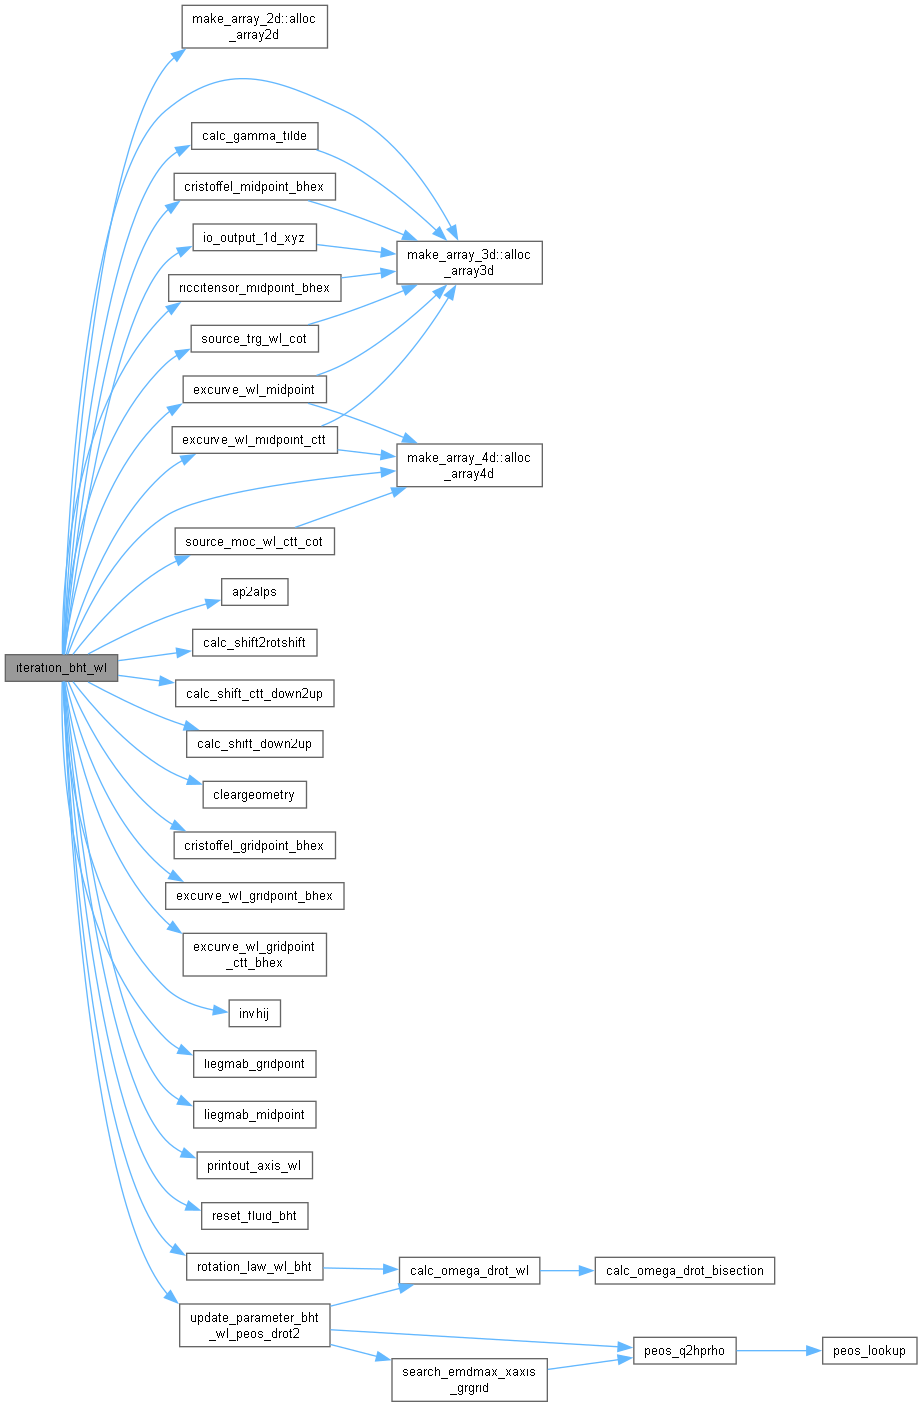 make_array_2d::alloc
_array2d
calc_gamma_tilde
cristoffel_midpoint_bhex
io_output_1d_xyz
make_array_3d::alloc
_array3d
riccitensor_midpoint_bhex
source_trg_wl_cot
excurve_wl_midpoint
excurve_wl_midpoint_ctt
make_array_4d::alloc
_array4d
source_moc_wl_ctt_cot
ap2alps
calc_shift2rotshift
iteration_bht_wl
calc_shift_ctt_down2up
calc_shift_down2up
cleargeometry
cristoffel_gridpoint_bhex
excurve_wl_gridpoint_bhex
excurve_wl_gridpoint
_ctt_bhex
invhij
liegmab_gridpoint
liegmab_midpoint
printout_axis_wl
reset_fluid_bht
rotation_law_wl_bht
calc_omega_drot_wl
calc_omega_drot_bisection
update_parameter_bht
_wl_peos_drot2
peos_q2hprho
peos_lookup
search_emdmax_xaxis
_grgrid